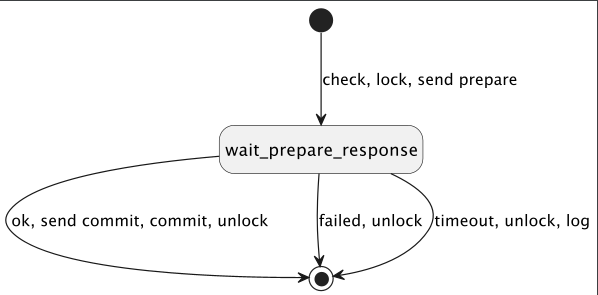 check, lock, send prepare
wait_prepare_response
ok, send commit, commit, unlock
failed, unlock
timeout, unlock, log